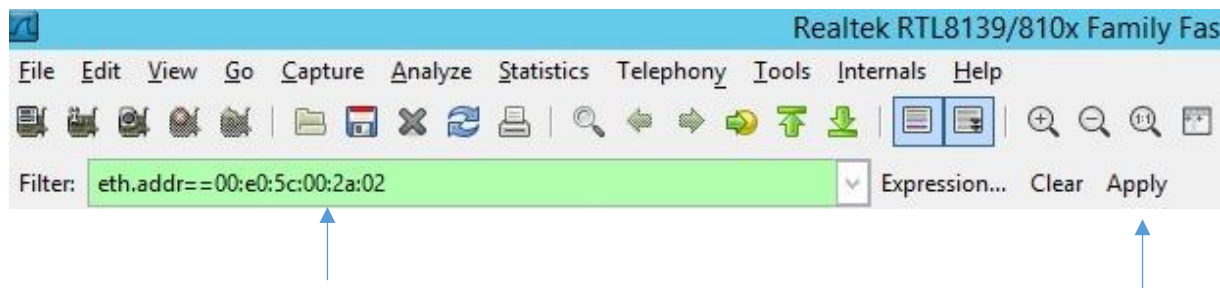 Realtek RTL8139/810x Family Fas
File Edit View Go Capture Analyze Statistics Telephony Tools Internals Help
Filter: eth.addr==00:e0:5c:00:2a:02 Expression... Clear Apply